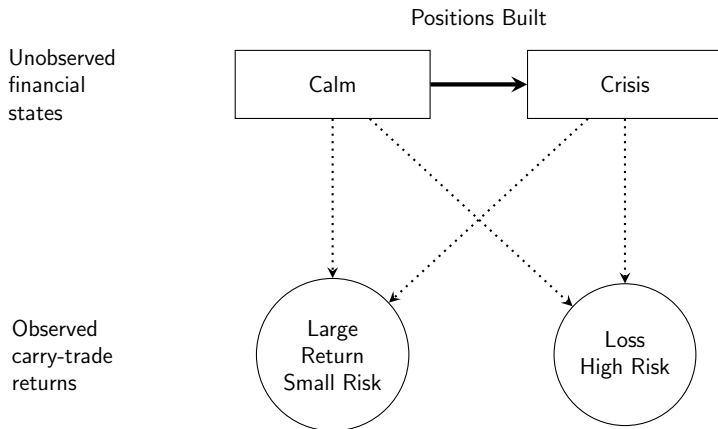 Positions Built
Unobserved
financial
states
Calm
Crisis
Observed
carry-trade
returns
Large
Return
Small Risk
Loss
High Risk